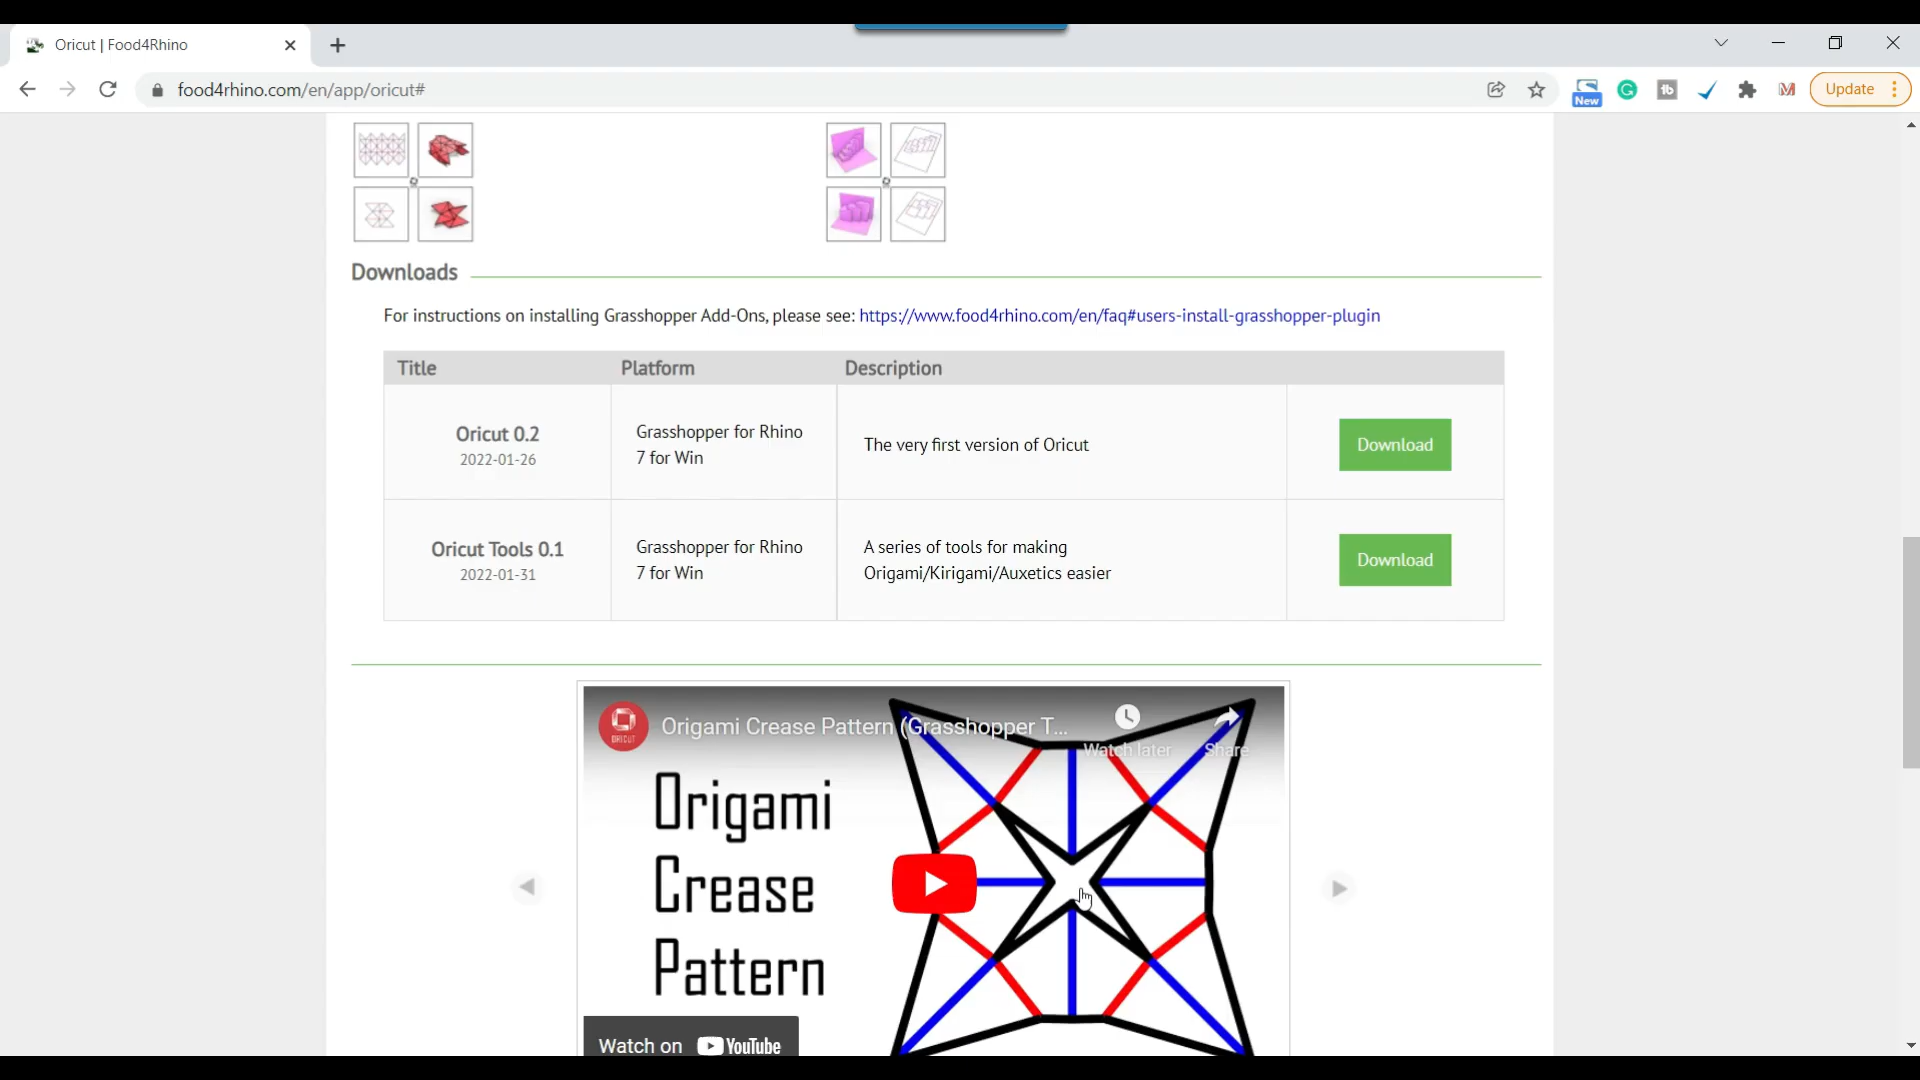 Oricut | Food4Rhino
food4rhino.com/en/app/oricut#
New
Update
Downloads
For instructions on installing Grasshopper Add-Ons, please see: https://www.food4rhino.com/en/faq#users-install-grasshopper-plugin
Title Platform Description
Oricut 0.2
2022-01-26
Grasshopper for Rhino
7 for Win
The very first version of Oricut
Download
Oricut Tools 0.1
2022-01-31
Grasshopper for Rhino
7 for Win
A series of tools for making
Origami/Kirigami/Auxetics easier
Download
ORICUT
Origami Crease Pattern (Grasshopper T...
Watch later
Share
Origami
Crease
Pattern
Watch on YouTube